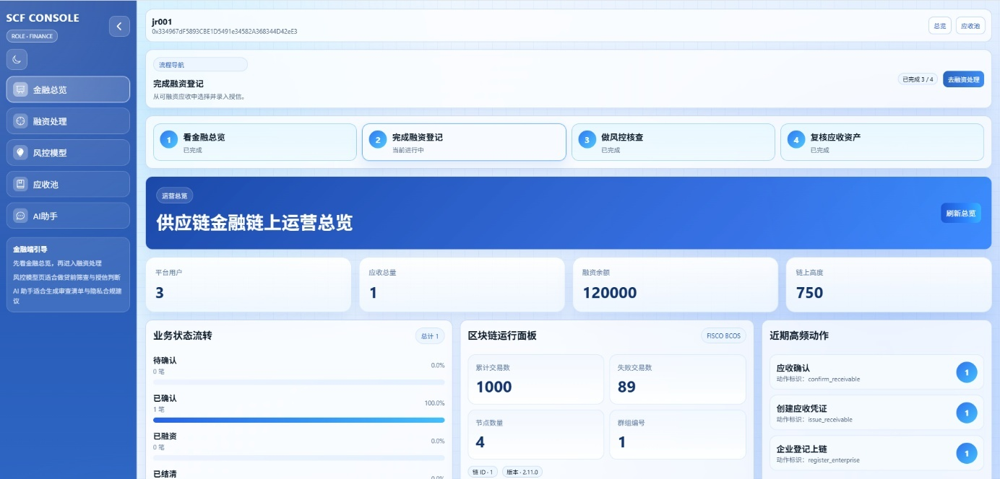 SCF CONSOLE
ROLE · FINANCE
金融总览
融资处理
风控模型
应收池
AI助手
金融端引导
先看金融总览，再进入融资处理
风控模型页适合做贷前筛查与授信判断
AI 助手适合生成审查清单与隐私合规建
议
jr001
0x334967dF5893CBE1D5491e34582A368344D42eE3
总览
应收池
流程导航
完成融资登记
从可融资应收中选择并录入授信。
已完成 3 / 4
去融资处理
1
看金融总览
已完成
2
完成融资登记
当前进行中
3
做风控核查
已完成
4
复核应收资产
已完成
运营总览
供应链金融链上运营总览
刷新总览
平台用户
3
应收总量
1
融资余额
120000
链上高度
750
业务状态流转
总计 1
待确认
0 笔
0.0%
已确认
1 笔
100.0%
已融资
0 笔
0.0%
已结清
0.0%
区块链运行面板
FISCO BCOS
累计交易数
1000
失败交易数
89
节点数量
4
群组编号
1
链 ID · 1
版本 · 2.11.0
近期高频动作
应收确认
动作标识：confirm_receivable
1
创建应收凭证
动作标识：issue_receivable
1
企业登记上链
动作标识：register_enterprise
1